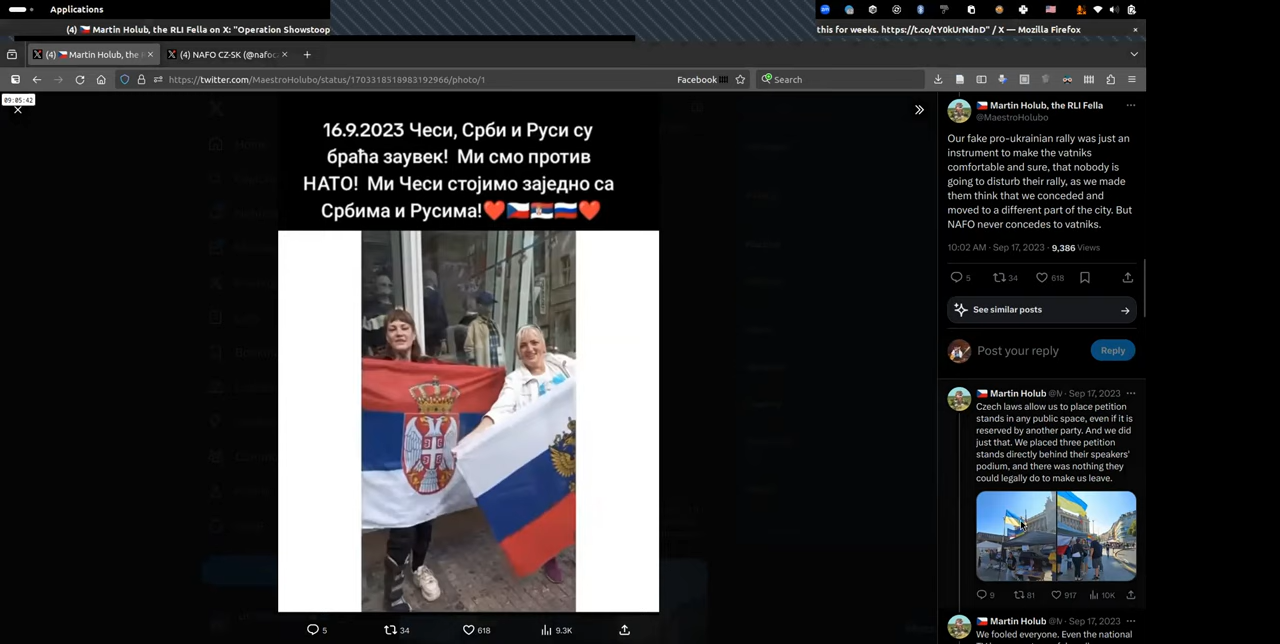 Applications
(4) 🇨🇿 Martin Holub, the RLI Fella on X: "Operation Showstoop
this for weeks. https://t.co/tY0kUrNdnD" / X — Mozilla Firefox
(4) 🇨🇿 Martin Holub, the
(4) NAFO CZ-SK (@nafoc
https://twitter.com/MaestroHolubo/status/1703318518983192966/photo/1
Facebook
Search
09:05:42
16.9.2023 Чеси, Срби и Руси су
браћа заувек! Ми смо против
НАТО! Ми Чеси стојимо заједно са
Србима и Русима!❤️🇨🇿🇷🇸🇷🇺❤️
5
34
618
9.3K
🇨🇿 Martin Holub, the RLI Fella
@MaestroHolubo
Our fake pro-ukrainian rally was just an
instrument to make the vatniks
comfortable and sure, that nobody is
going to disturb their rally, as we made
them think that we conceded and
moved to a different part of the city. But
NAFO never concedes to vatniks.
10:02 AM · Sep 17, 2023 · 9,386 Views
5
34
618
See similar posts
Post your reply
Reply
🇨🇿 Martin Holub @M · Sep 17, 2023
Czech laws allow us to place petition
stands in any public space, even if it is
reserved by another party. And we did
just that. We placed three petition
stands directly behind their speakers'
podium, and there was nothing they
could legally do to make us leave.
9
81
917
10K
🇨🇿 Martin Holub @M · Sep 17, 2023
We fooled everyone. Even the national